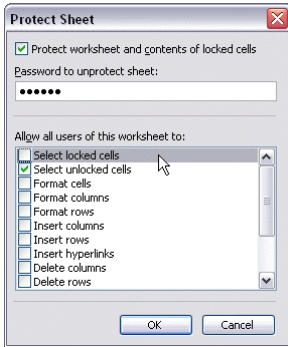 Protect Sheet
Protect worksheet and contents of locked cells
Password to unprotect sheet:
●●●●●●
Allow all users of this worksheet to:
Select locked cells
Select unlocked cells
Format cells
Format columns
Format rows
Insert columns
Insert rows
Insert hyperlinks
Delete columns
Delete rows
OK Cancel